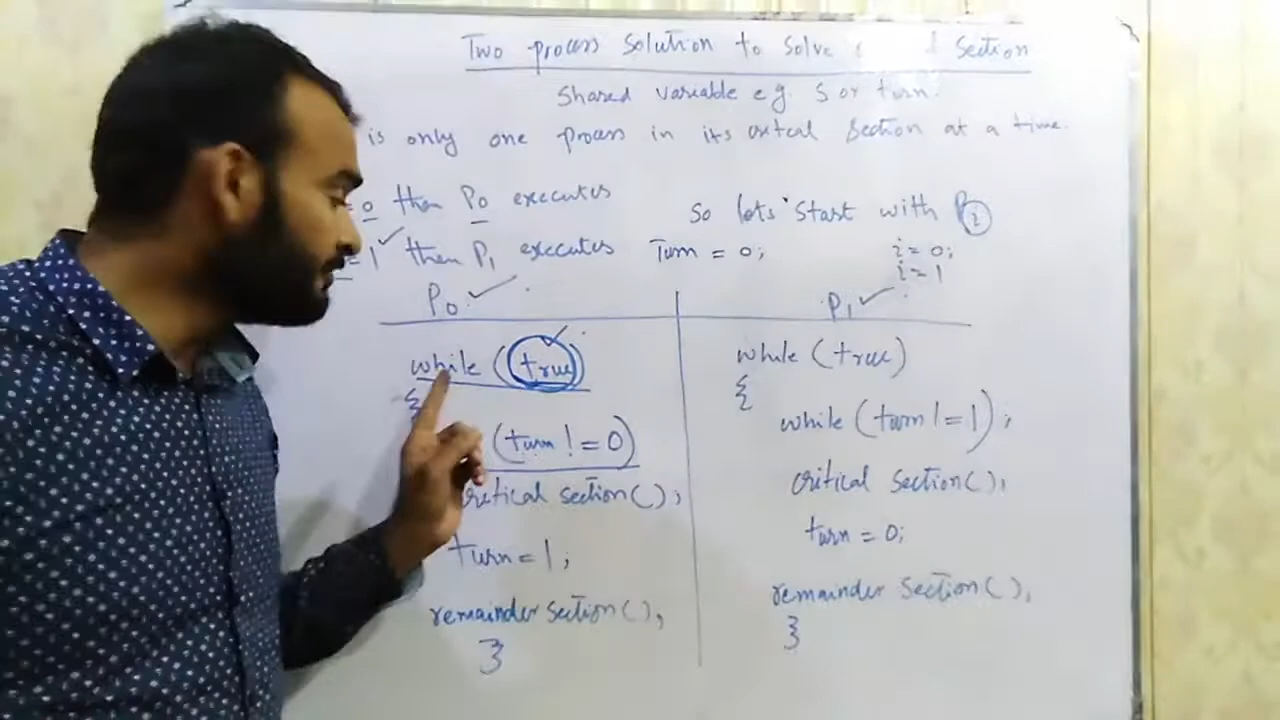 Two process Solution to Solve Section
Shared variable eg. S or turn.
is only one process in its critcal Section at a time.
= 0 then P0 executes
So lets Start with Pi
= 1 ✓ then P1 executes
Turn = 0;
i = 0;
i = 1
P0 ✓
P1 ✓
while (true) ✓
{
(turn != 0)
critical section();
turn = 1;
remainder section();
}
while (true)
{
while (turn != 1);
critical section();
turn = 0;
remainder section();
}